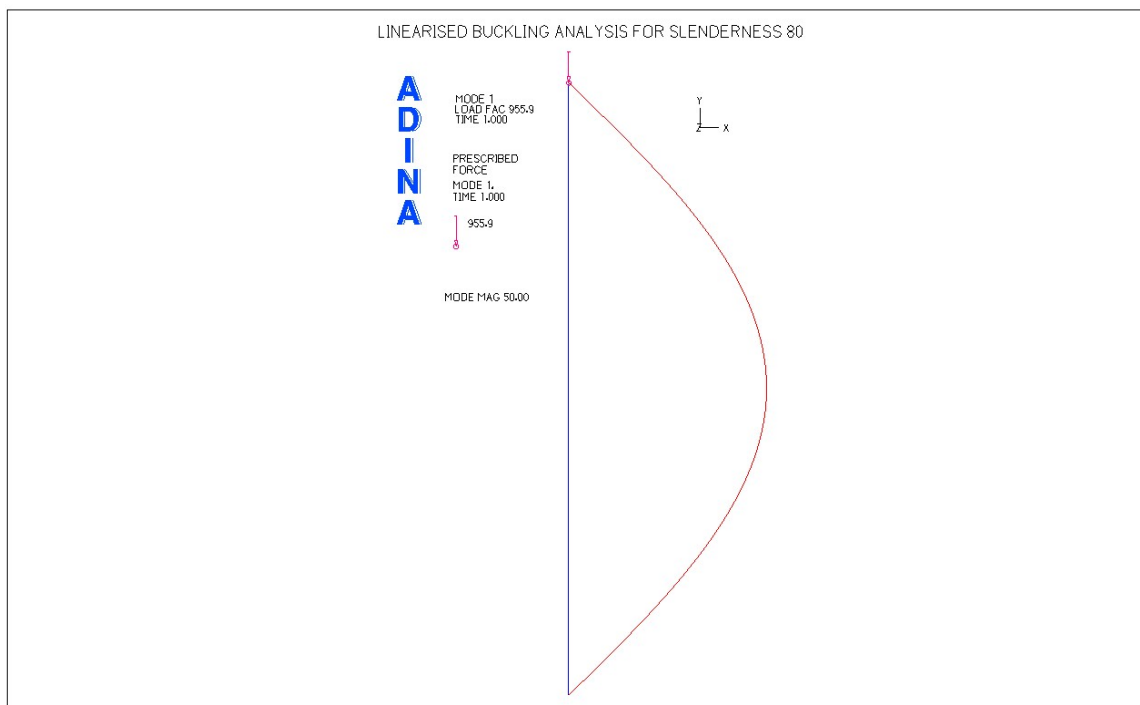 LINEARISED BUCKLING ANALYSIS FOR SLENDERNESS 80
ADINA
MODE 1
LOAD FAC 955.9
TIME 1.000
PRESCRIBED
FORCE
MODE 1.
TIME 1.000
955.9
MODE MAG 50.00
Y
Z X